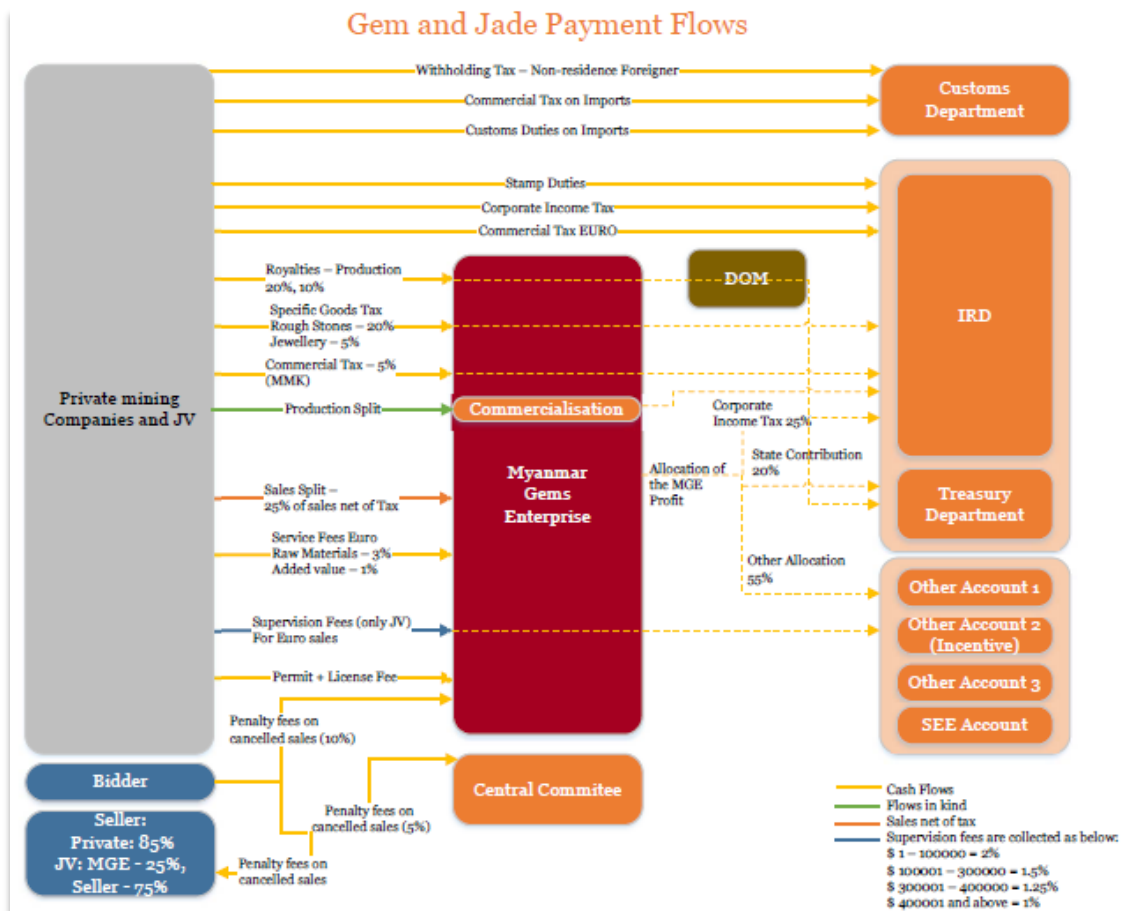 Gem and Jade Payment Flows
Withholding Tax – Non-residence Foreigner
Commercial Tax on Imports
Customs Duties on Imports
Customs
Department
Stamp Duties
Corporate Income Tax
Commercial Tax EURO
Royalties – Production
20%, 10%
Specific Goods Tax
Rough Stones – 20%
Jewellery – 5%
Commercial Tax – 5%
(MMK)
Production Split
Private mining
Companies and JV
Sales Split –
25% of sales net of Tax
Service Fees Euro
Raw Materials – 3%
Added value – 1%
Supervision Fees (only JV)
For Euro sales
Permit + License Fee
Commercialisation
Myanmar
Gems
Enterprise
DOM
IRD
Corporate
Income Tax 25%
Allocation of
the MGE
Profit
State Contribution
20%
Treasury
Department
Other Allocation
55%
Other Account 1
Other Account 2
(Incentive)
Other Account 3
SEE Account
Penalty fees on
cancelled sales (10%)
Bidder
Central Commitee
Penalty fees on
cancelled sales (5%)
Seller:
Private: 85%
JV: MGE - 25%,
Seller - 75%
Penalty fees on
cancelled sales
Cash Flows
Flows in kind
Sales net of tax
Supervision fees are collected as below:
$ 1 – 100000 = 2%
$ 100001 – 300000 = 1.5%
$ 300001 – 400000 = 1.25%
$ 400001 and above = 1%